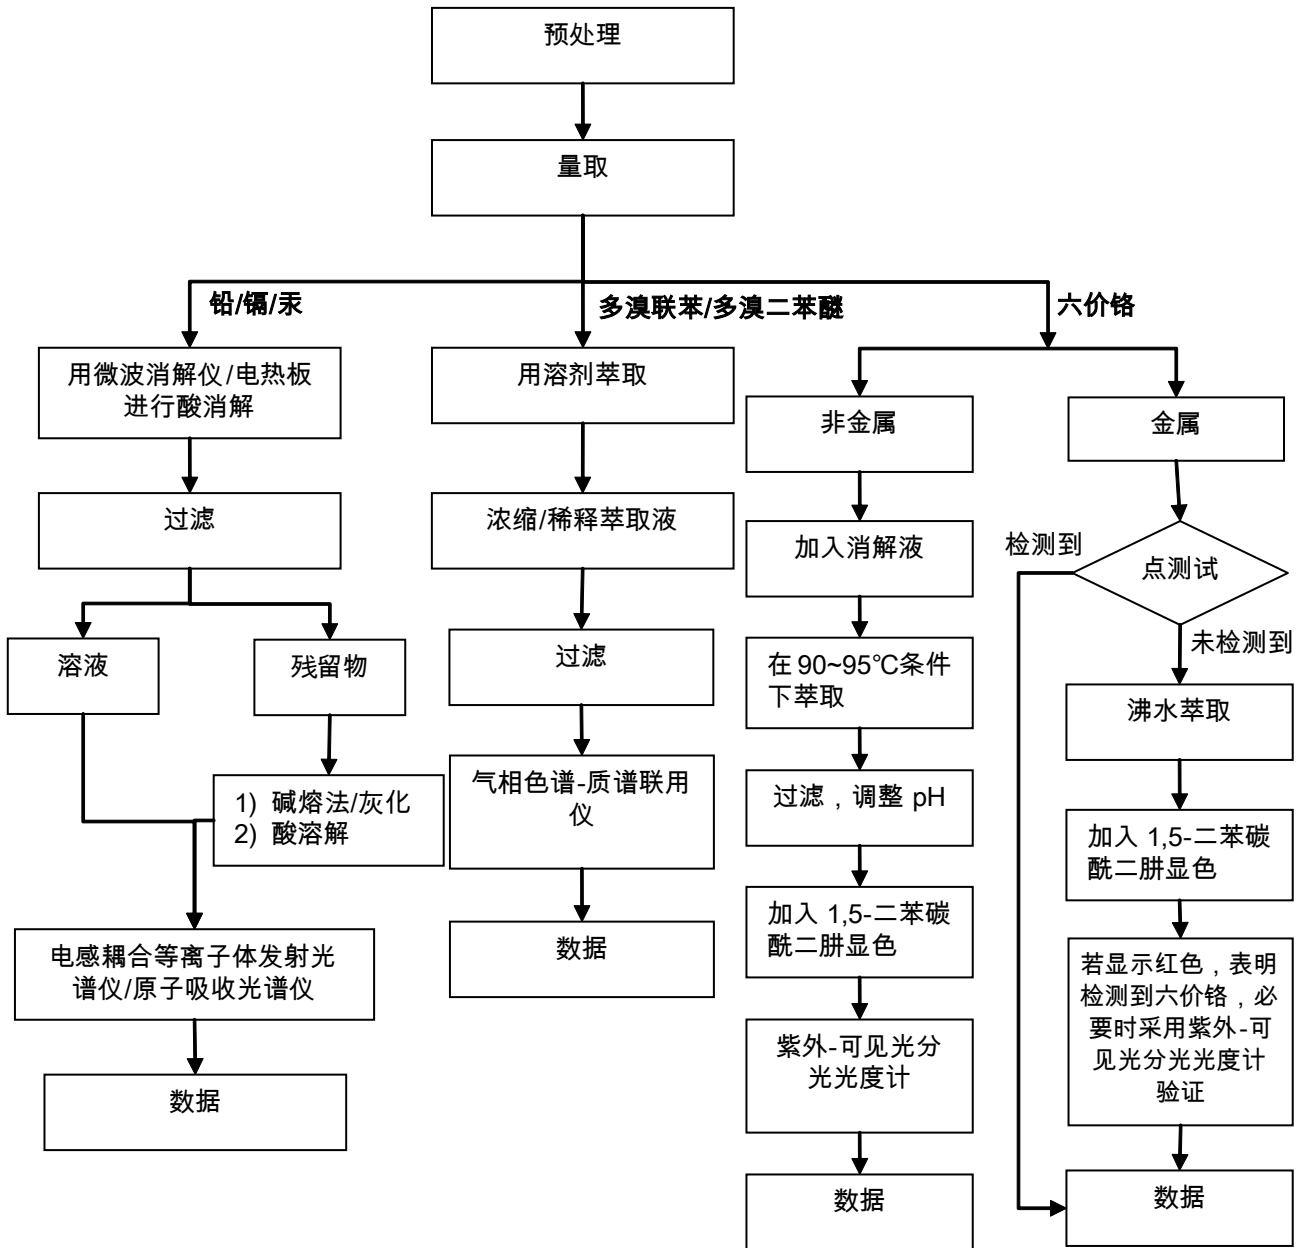 预处理
量取
铅/镉/汞
多溴联苯/多溴二苯醚
六价铬
用微波消解仪/电热板
进行酸消解
过滤
溶液
残留物
1) 碱熔法/灰化
2) 酸溶解
电感耦合等离子体发射光
谱仪/原子吸收光谱仪
数据
用溶剂萃取
浓缩/稀释萃取液
过滤
气相色谱-质谱联用
仪
数据
非金属
加入消解液
在 90~95℃条件
下萃取
过滤，调整 pH
加入 1,5-二苯碳
酰二肼显色
紫外-可见光分
光光度计
数据
金属
点测试
检测到
未检测到
沸水萃取
加入 1,5-二苯碳
酰二肼显色
若显示红色，表明
检测到六价铬，必
要时采用紫外-可
见光分光光度计
验证
数据